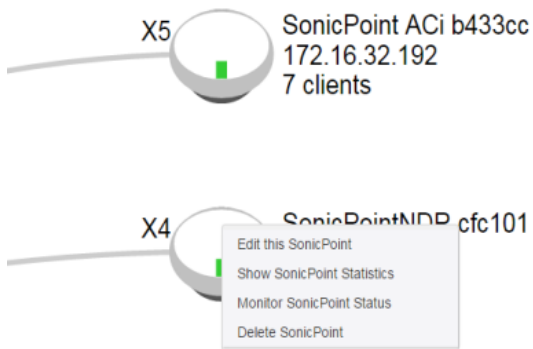 X5
SonicPoint ACi b433cc
172.16.32.192
7 clients
X4
SonicPointNDR cfc101
Edit this SonicPoint
Show SonicPoint Statistics
Monitor SonicPoint Status
Delete SonicPoint